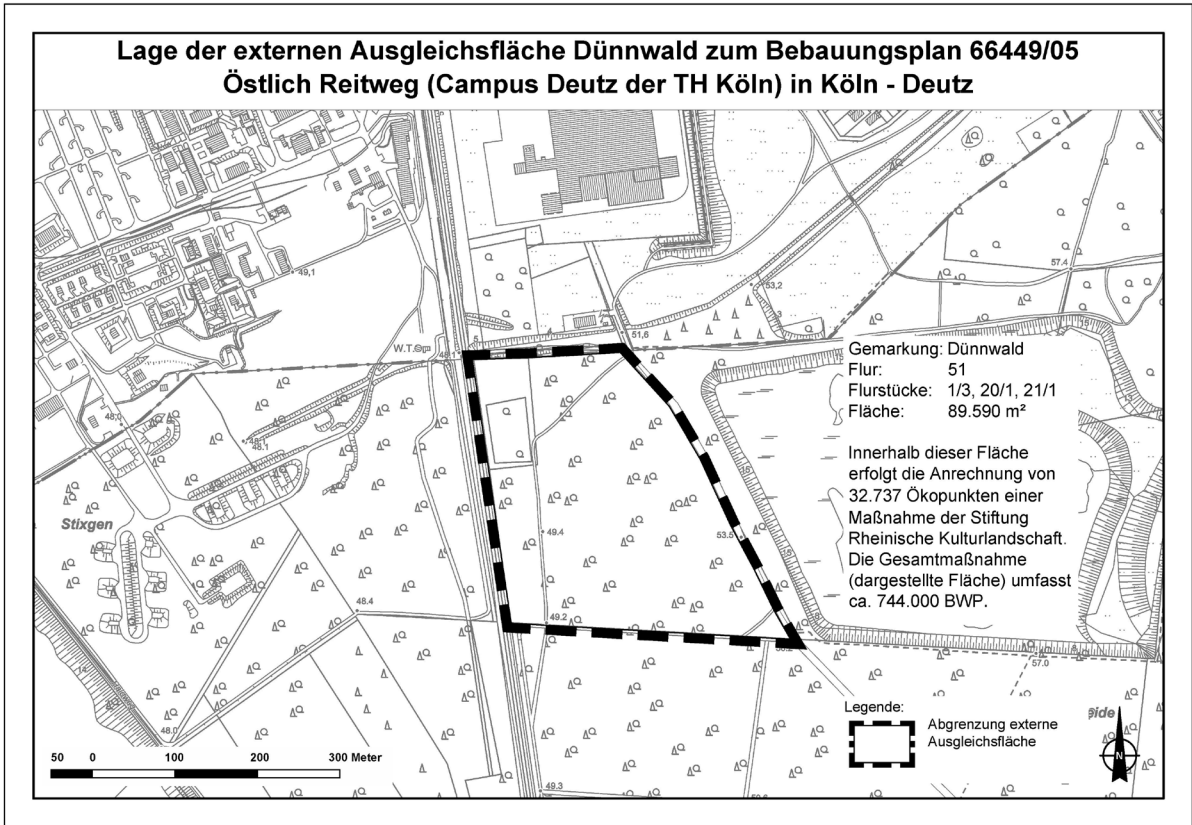 Lage der externen Ausgleichsfläche Dünnwald zum Bebauungsplan 66449/05
Östlich Reitweg (Campus Deutz der TH Köln) in Köln - Deutz
49,1
57.4
53,2
51,6
W.T.
49.1
Gemarkung: Dünnwald
Flur: 51
Flurstücke: 1/3, 20/1, 21/1
Fläche: 89.590 m²
48.0
48.1
Innerhalb dieser Fläche
erfolgt die Anrechnung von
32.737 Ökopunkten einer
Maßnahme der Stiftung
Rheinische Kulturlandschaft.
Die Gesamtmaßnahme
(dargestellte Fläche) umfasst
ca. 744.000 BWP.
Stixgen
49.4
53.5
48.4
49.2
57.0
Legende:
Abgrenzung externe
Ausgleichsfläche
eide
N
48.0
50 0 100 200 300 Meter
49.3